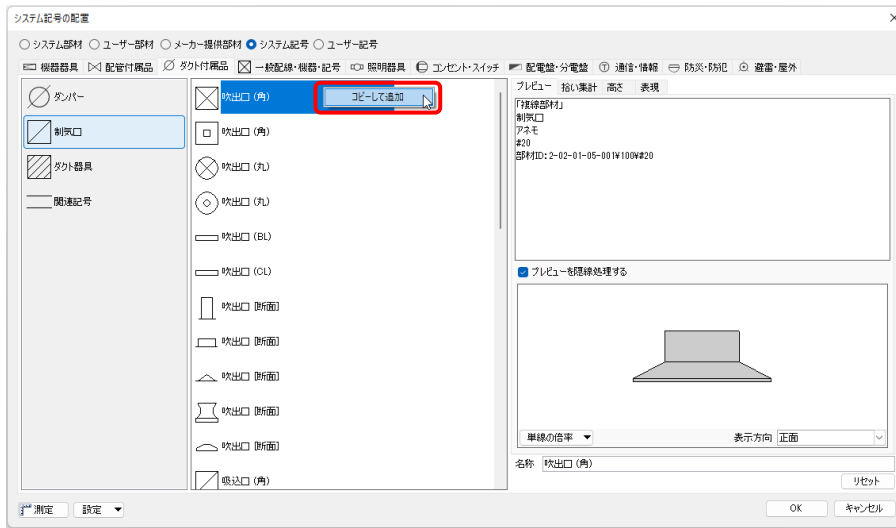 システム記号の配置
システム部材 ユーザー部材 メーカー提供部材 システム記号 ユーザー記号
機器器具 配管付属品 ダクト付属品 一般配線・機器・記号 照明器具 コンセント・スイッチ 配電盤・分電盤 通信・情報 防災・防犯 避雷・屋外
ダンパー
制気口
ダクト器具
関連記号
吹出口 (角)
コピーして追加
吹出口 (角)
吹出口 (丸)
吹出口 (丸)
吹出口 (BL)
吹出口 (CL)
吹出口 [断面]
吹出口 [断面]
吹出口 [断面]
吹出口 [断面]
吹出口 [断面]
吸込口 (角)
プレビュー 拾い集計 高さ 表現
「複線部材」
制気口
アネモ
#20
部材ID:2-02-01-05-001¥100¥#20
プレビューを隠線処理する
単線の倍率 表示方向 正面
名称 吹出口 (角)
リセット
測定 設定 OK キャンセル